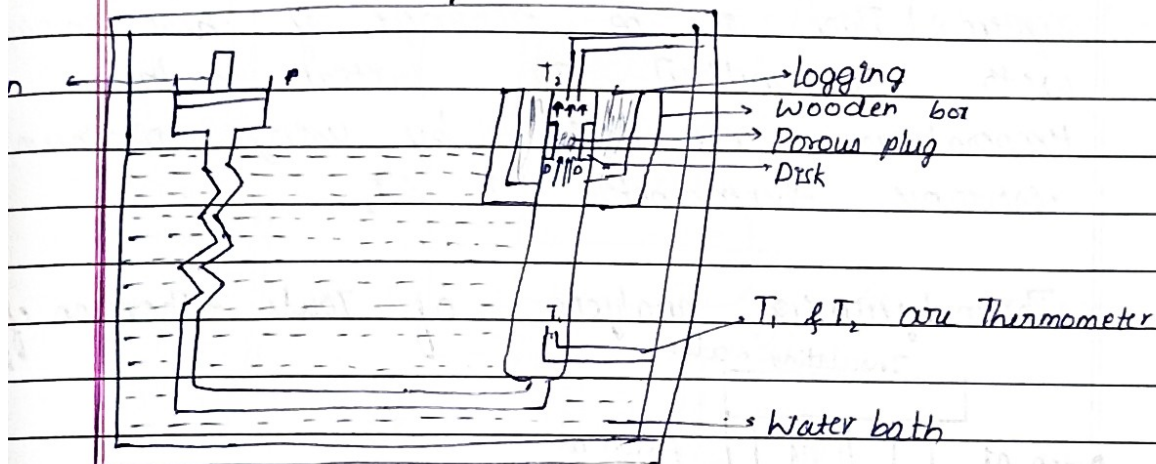 n
P
T2
logging
Wooden box
Porous plug
Disk
D D
T1
T1 & T2 are Thermometer
Water bath